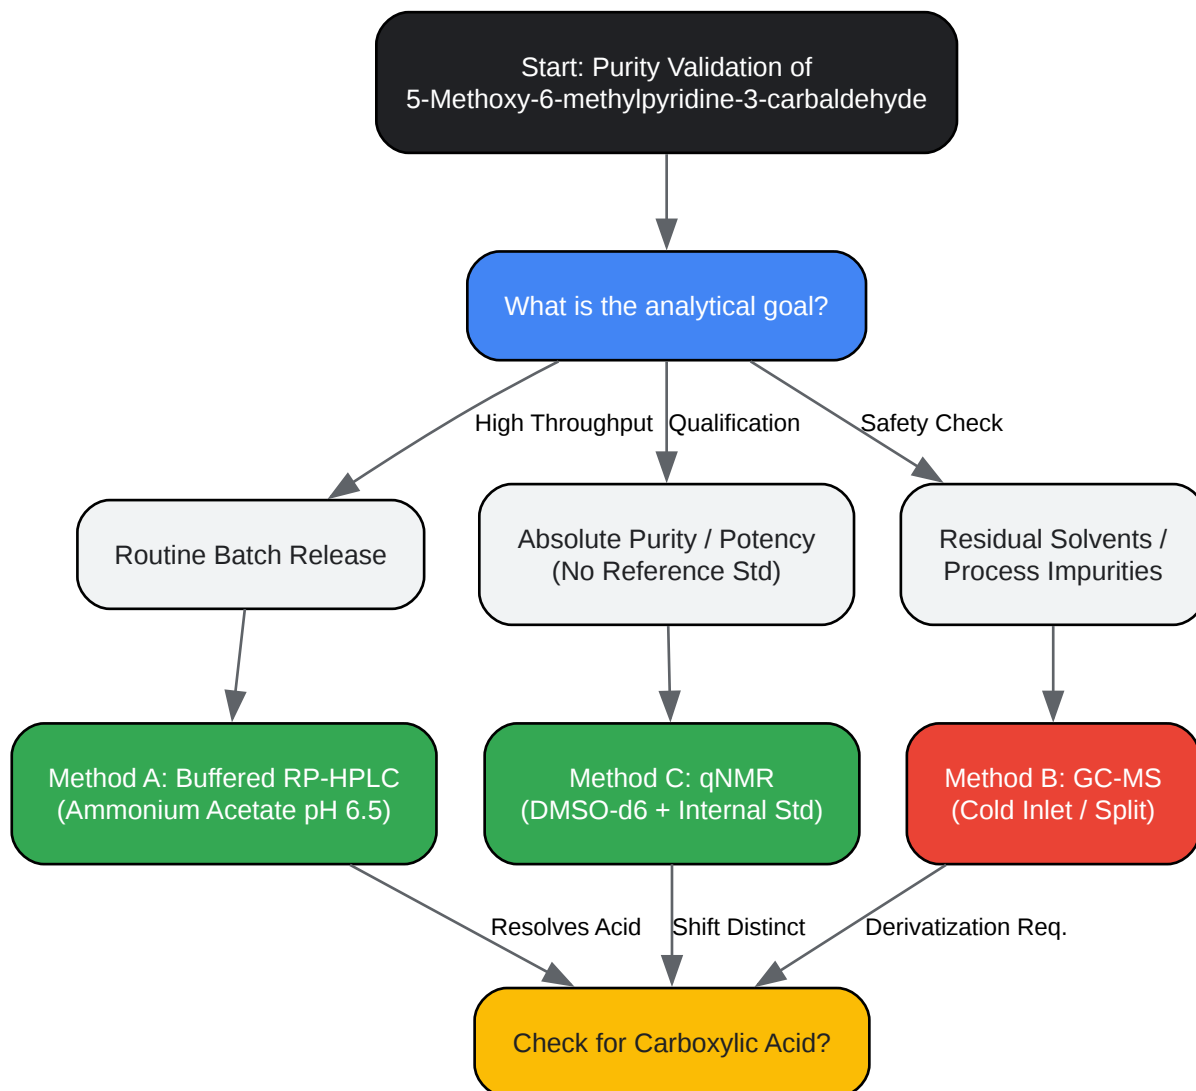 Start: Purity Validation of
5-Methoxy-6-methylpyridine-3-carbaldehyde
What is the analytical goal?
High Throughput
Qualification
Safety Check
Routine Batch Release
Absolute Purity / Potency
(No Reference Std)
Residual Solvents /
Process Impurities
Method A: Buffered RP-HPLC
(Ammonium Acetate pH 6.5)
Method C: qNMR
(DMSO-d6 + Internal Std)
Method B: GC-MS
(Cold Inlet / Split)
Resolves Acid
Shift Distinct
Derivatization Req.
Check for Carboxylic Acid?